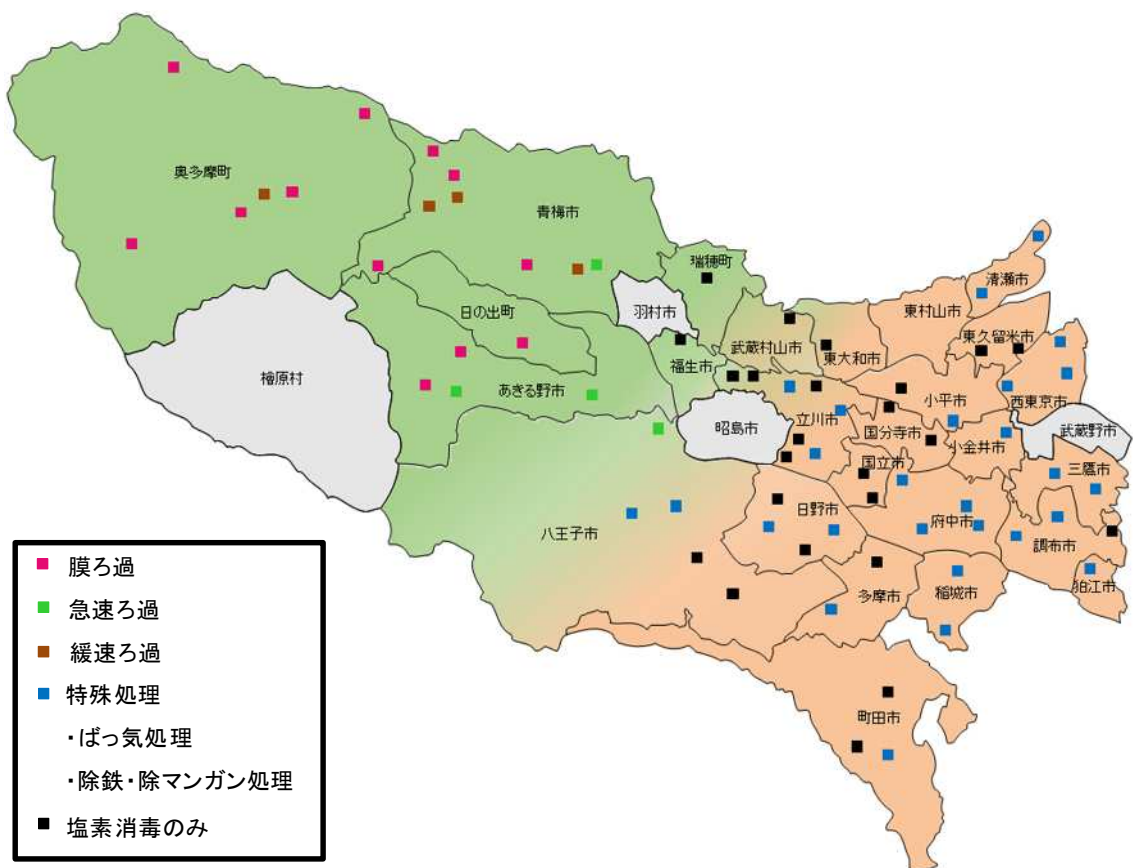 奥多摩町
青梅市
瑞穂町
清瀬市
東村山市
羽村市
日の出町
東久留米市
武蔵村山市
東大和市
福生市
檜原村
あきる野市
小平市
西東京市
立川市
昭島市
国分寺市
武蔵野市
小金井市
国立市
三鷹市
日野市
府中市
八王子市
調布市
多摩市
稲城市
狛江市
町田市
膜ろ過
急速ろ過
緩速ろ過
特殊処理
・ばっ気処理
・除鉄・除マンガン処理
塩素消毒のみ